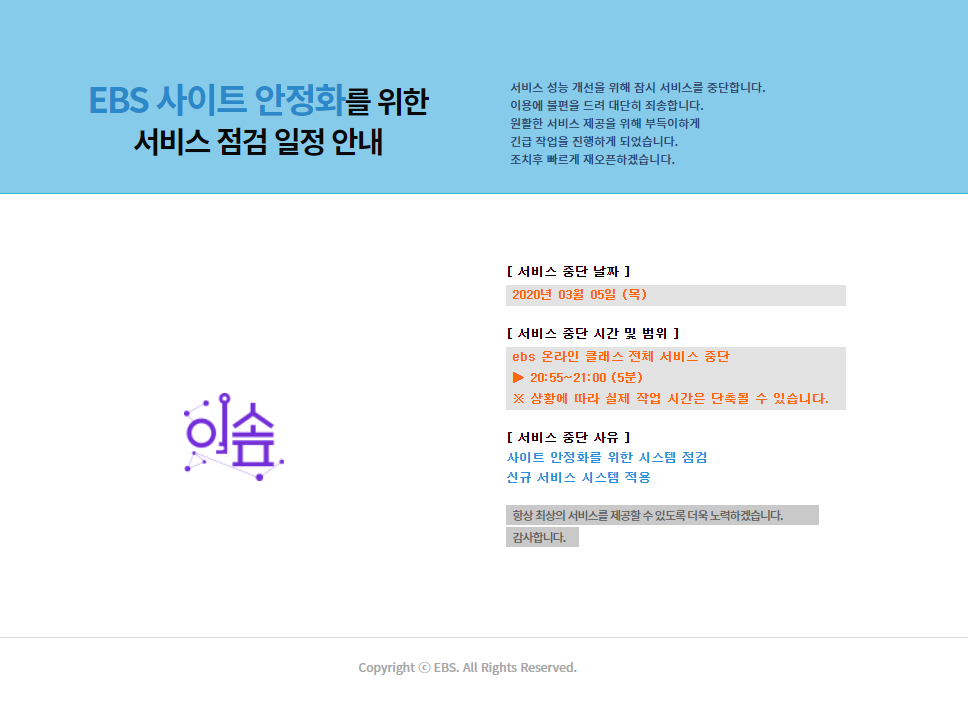 EBS 사이트 안정화를 위한
서비스 점검 일정 안내
서비스 성능 개선을 위해 잠시 서비스를 중단합니다.
이용에 불편을 드려 대단히 죄송합니다.
원활한 서비스 제공을 위해 부득이하게
긴급 작업을 진행하게 되었습니다.
조치후 빠르게 재오픈하겠습니다.
이솦
[ 서비스 중단 날짜 ]
2020년 03월 05일 (목)
[ 서비스 중단 시간 및 범위 ]
ebs 온라인 클래스 전체 서비스 중단
▶ 20:55~21:00 (5분)
※ 상황에 따라 실제 작업 시간은 단축될 수 있습니다.
[ 서비스 중단 사유 ]
사이트 안정화를 위한 시스템 점검
신규 서비스 시스템 적용
항상 최상의 서비스를 제공할 수 있도록 더욱 노력하겠습니다.
감사합니다.
Copyright ⓒ EBS. All Rights Reserved.